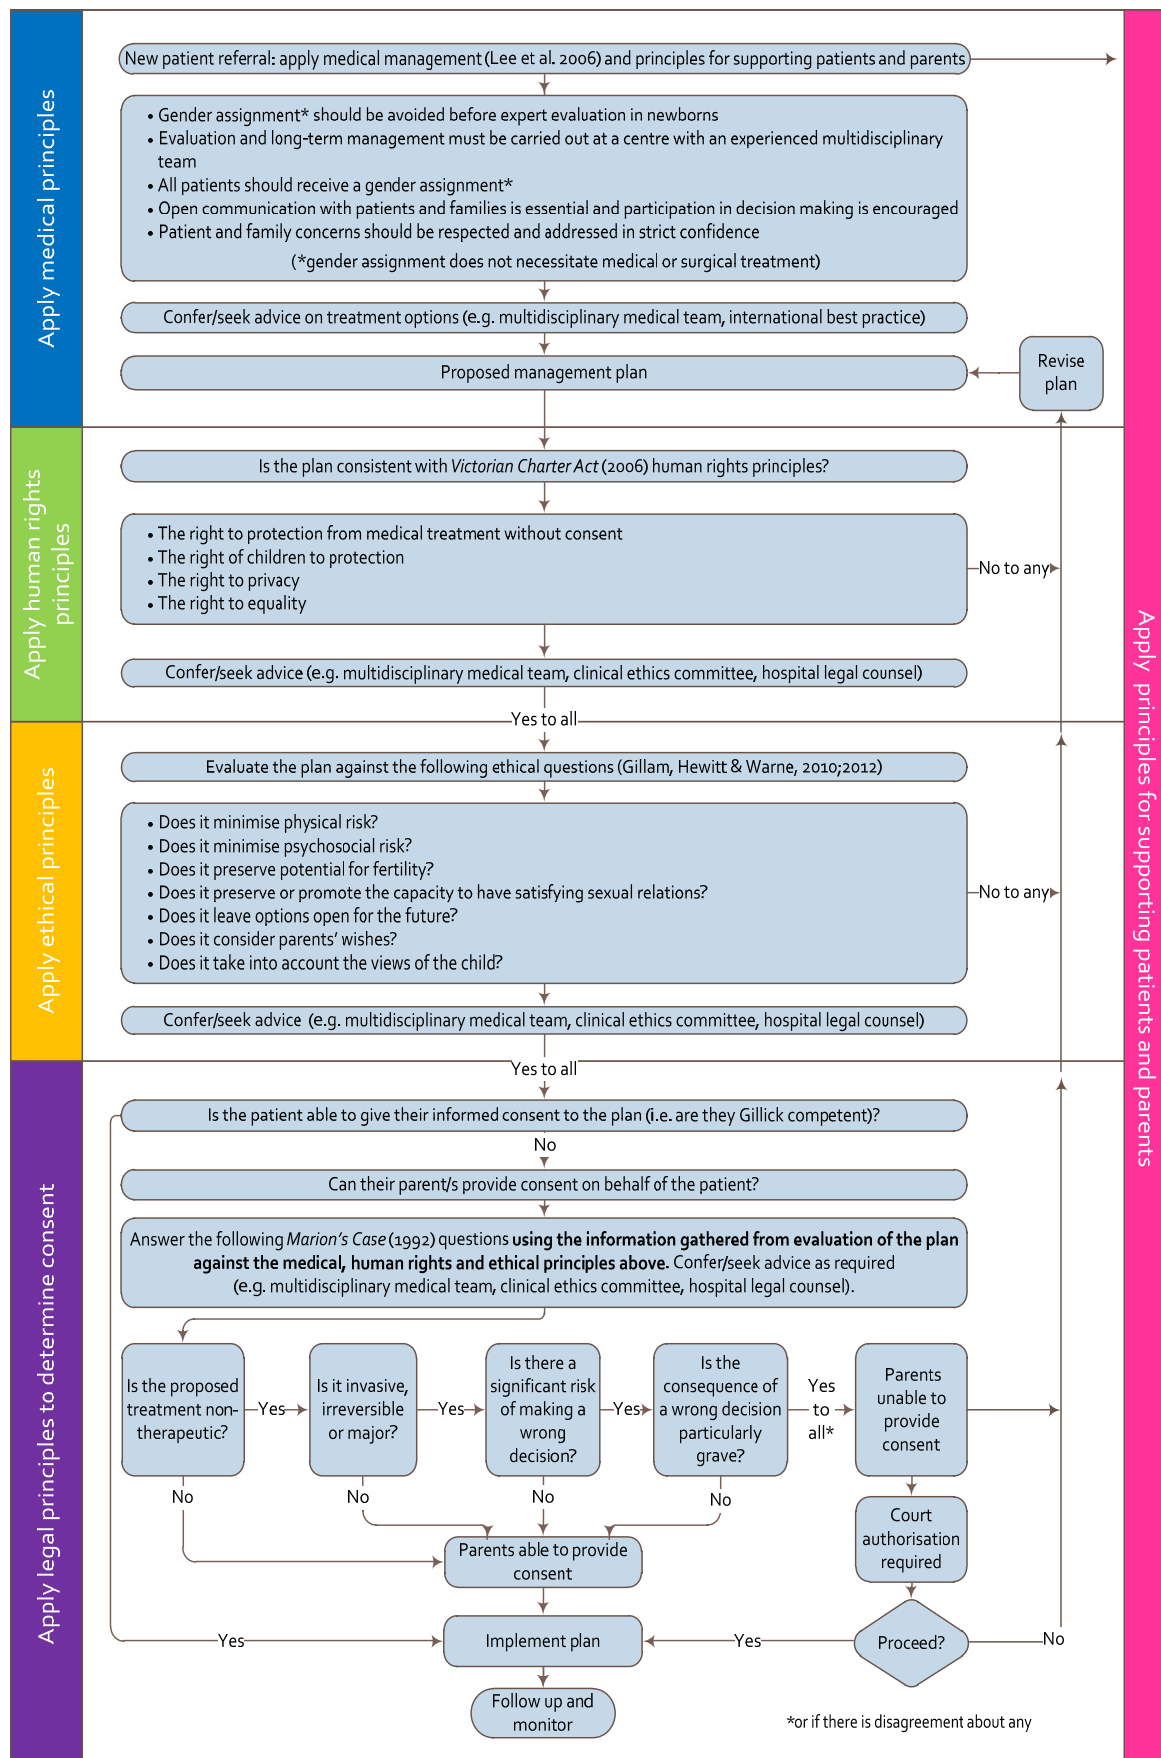 Apply medical principles
New patient referral: apply medical management (Lee et al. 2006) and principles for supporting patients and parents
• Gender assignment* should be avoided before expert evaluation in newborns
• Evaluation and long-term management must be carried out at a centre with an experienced multidisciplinary
team
• All patients should receive a gender assignment*
• Open communication with patients and families is essential and participation in decision making is encouraged
• Patient and family concerns should be respected and addressed in strict confidence
(*gender assignment does not necessitate medical or surgical treatment)
Confer/seek advice on treatment options (e.g. multidisciplinary medical team, international best practice)
Proposed management plan
Revise
plan
Apply human rights
principles
Is the plan consistent with Victorian Charter Act (2006) human rights principles?
• The right to protection from medical treatment without consent
• The right of children to protection
• The right to privacy
• The right to equality
No to any
Confer/seek advice (e.g. multidisciplinary medical team, clinical ethics committee, hospital legal counsel)
Yes to all
Apply ethical principles
Evaluate the plan against the following ethical questions (Gillam, Hewitt & Warne, 2010;2012)
• Does it minimise physical risk?
• Does it minimise psychosocial risk?
• Does it preserve potential for fertility?
• Does it preserve or promote the capacity to have satisfying sexual relations?
• Does it leave options open for the future?
• Does it consider parents’ wishes?
• Does it take into account the views of the child?
No to any
Confer/seek advice (e.g. multidisciplinary medical team, clinical ethics committee, hospital legal counsel)
Yes to all
Apply legal principles to determine consent
Is the patient able to give their informed consent to the plan (i.e. are they Gillick competent)?
No
Can their parent/s provide consent on behalf of the patient?
Answer the following Marion’s Case (1992) questions using the information gathered from evaluation of the plan
against the medical, human rights and ethical principles above. Confer/seek advice as required
(e.g. multidisciplinary medical team, clinical ethics committee, hospital legal counsel).
Is the proposed
treatment non-
therapeutic?
Yes
Is it invasive,
irreversible
or major?
Yes
Is there a
significant risk
of making a
wrong
decision?
Yes
Is the
consequence of
a wrong decision
particularly
grave?
Yes
to
all*
Parents
unable to
provide
consent
No
No
No
No
Parents able to provide
consent
Court
authorisation
required
Yes
Implement plan
Yes
Proceed?
No
Follow up and
monitor
*or if there is disagreement about any
Apply principles for supporting patients and parents